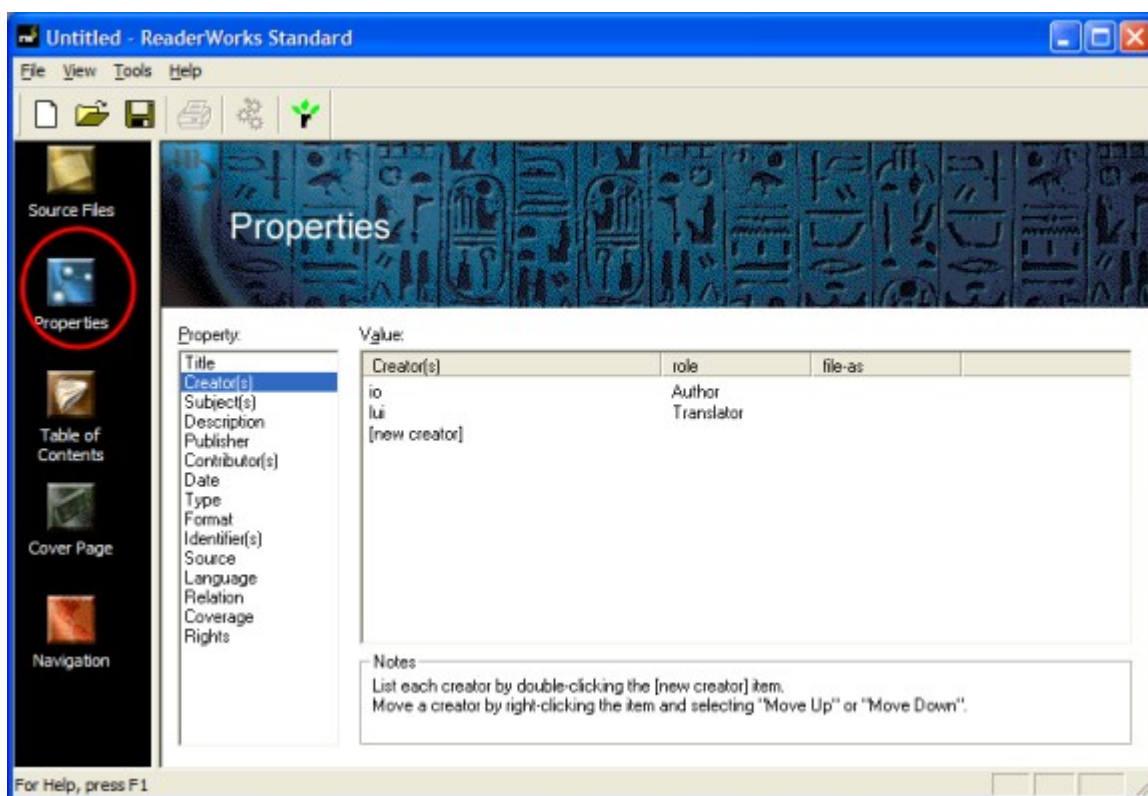 Untitled - ReaderWorks Standard
File View Tools Help
Source Files
Properties
Table of
Contents
Cover Page
Navigation
Properties
Property:
Title
Creator(s)
Subject(s)
Description
Publisher
Contributor(s)
Date
Type
Format
Identifier(s)
Source
Language
Relation
Coverage
Rights
Value:
Creator(s) role file-as
io Author
lui Translator
[new creator]
Notes
List each creator by double-clicking the [new creator] item.
Move a creator by right-clicking the item and selecting "Move Up" or "Move Down".
For Help, press F1